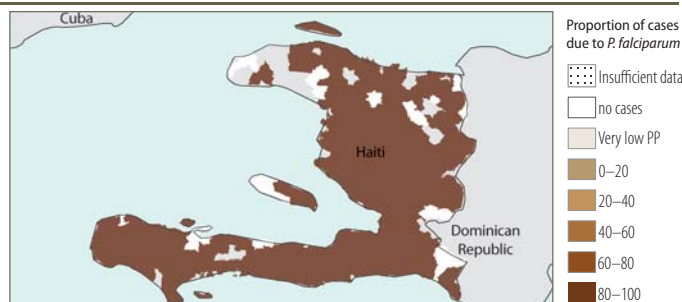 Cuba
Proportion of cases
due to P. falciparum
Insufficient data
no cases
Very low PP
Haiti
0–20
20–40
Dominican
Republic
40–60
60–80
80–100